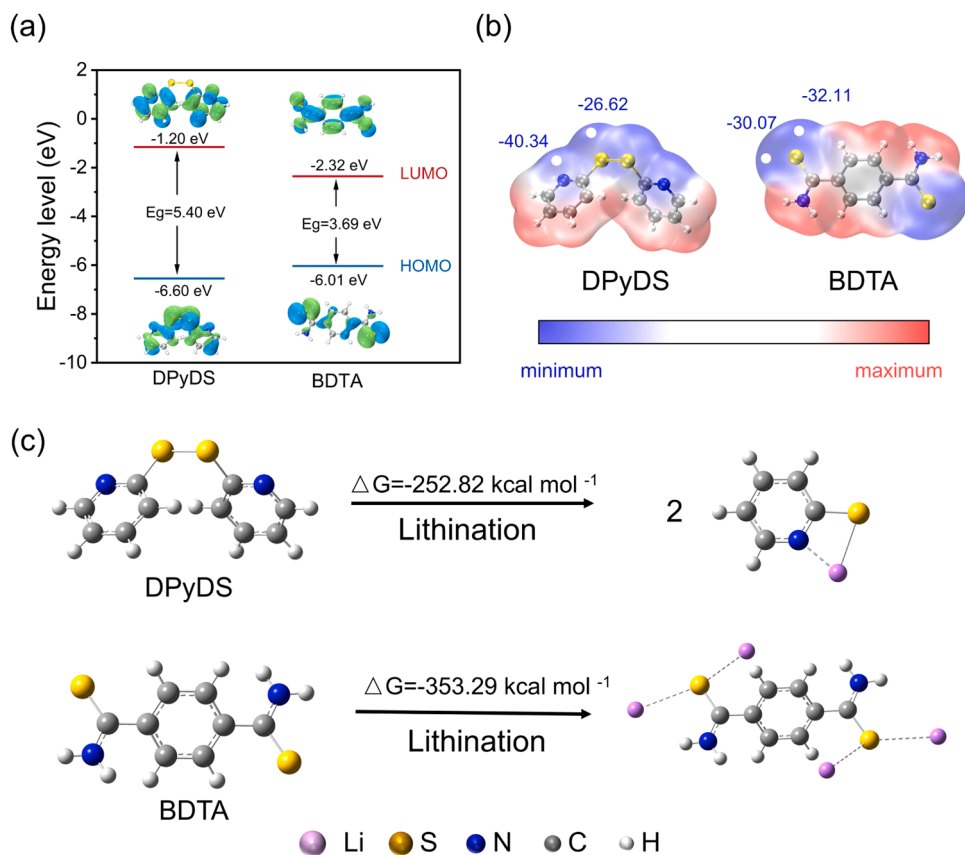 (a)
Energy level (eV)
2
0
-2
-4
-6
-8
-10
-1.20 eV
Eg=5.40 eV
-6.60 eV
-2.32 eV
Eg=3.69 eV
-6.01 eV
LUMO
HOMO
DPyDS
BDTA
(b)
-40.34
-26.62
-30.07
-32.11
DPyDS
BDTA
minimum
maximum
(c)
DPyDS
△G=-252.82 kcal mol ⁻¹
Lithination
2
BDTA
△G=-353.29 kcal mol ⁻¹
Lithination
Li S N C H